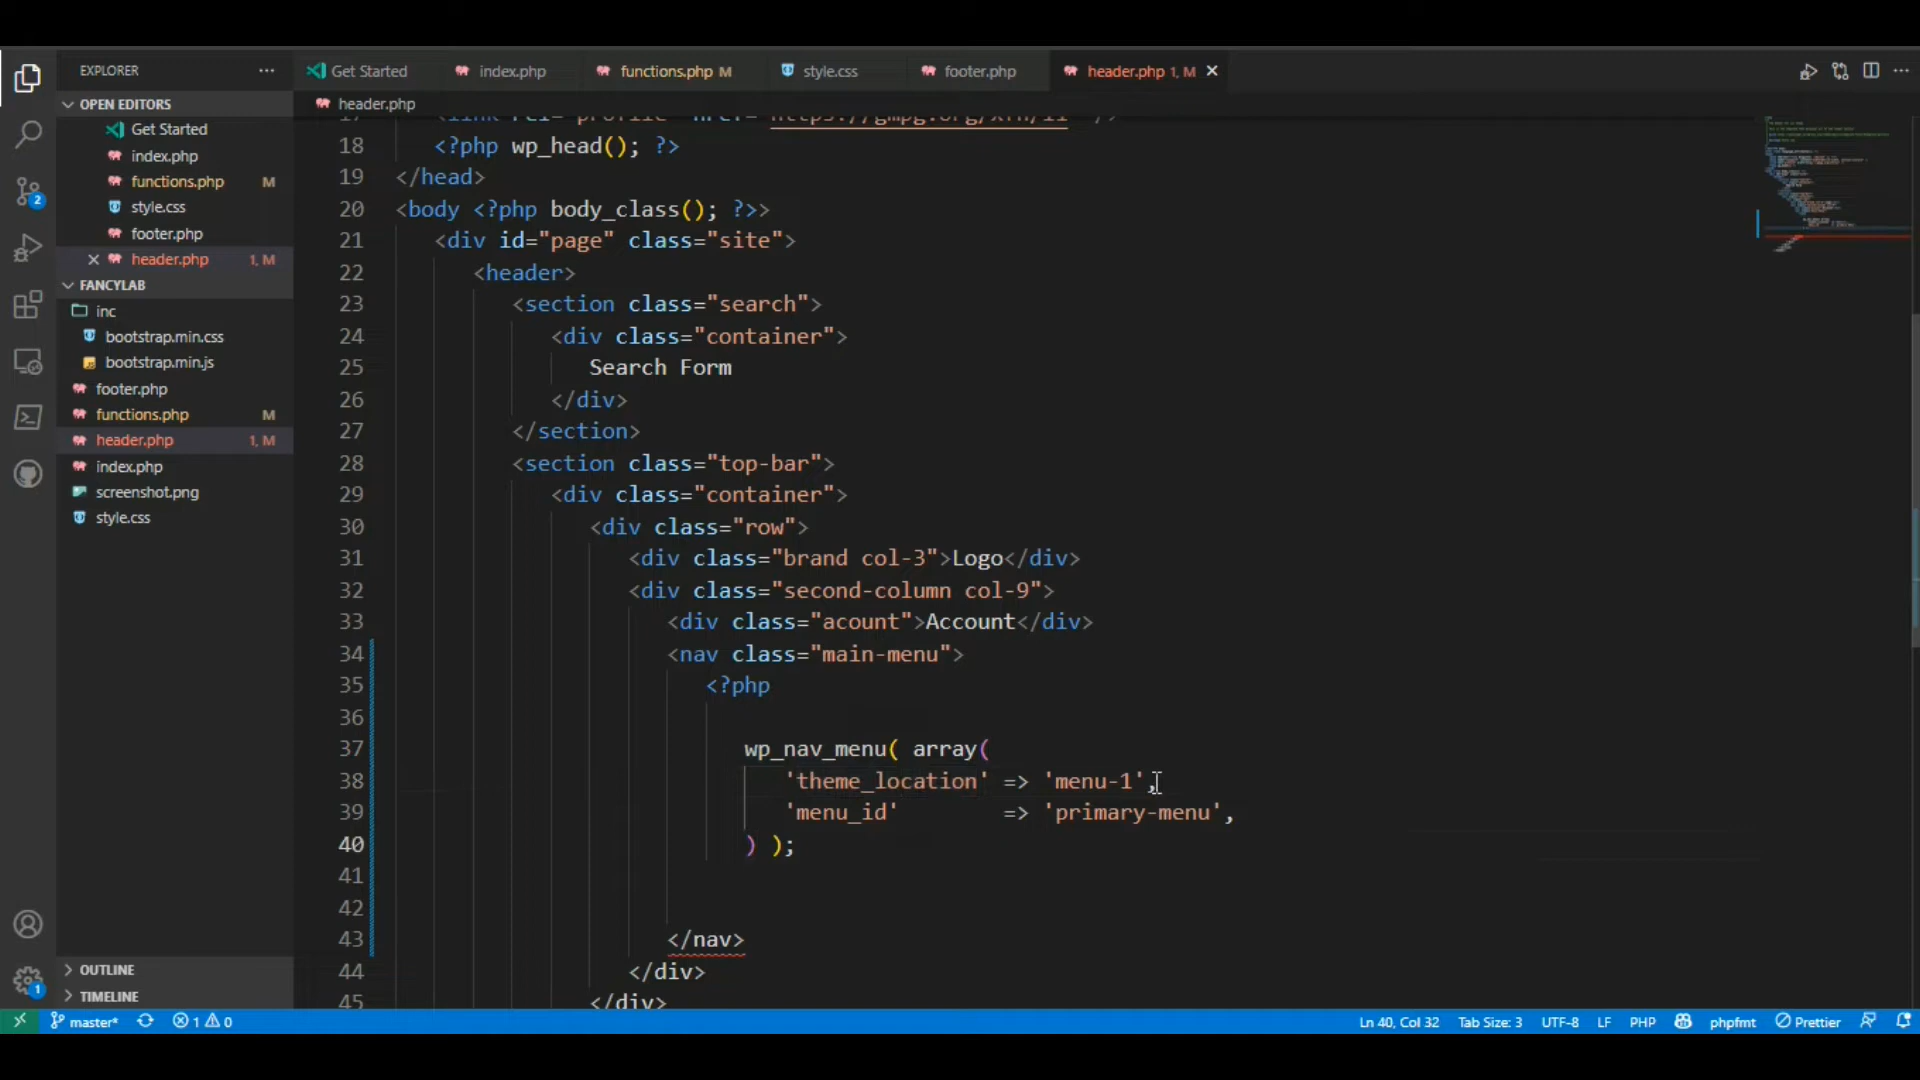 EXPLORER
OPEN EDITORS
Get Started
index.php
functions.php M
style.css
footer.php
header.php 1, M
FANCYLAB
inc
bootstrap.min.css
bootstrap.min.js
footer.php
functions.php M
header.php 1, M
index.php
screenshot.png
style.css
OUTLINE
TIMELINE
2
1
Get Started index.php functions.php M style.css footer.php header.php 1, M
header.php
18 <?php wp_head(); ?>
19 </head>
20 <body <?php body_class(); ?>>
21 <div id="page" class="site">
22 <header>
23 <section class="search">
24 <div class="container">
25 Search Form
26 </div>
27 </section>
28 <section class="top-bar">
29 <div class="container">
30 <div class="row">
31 <div class="brand col-3">Logo</div>
32 <div class="second-column col-9">
33 <div class="acount">Account</div>
34 <nav class="main-menu">
35 <?php
36
37 wp_nav_menu( array(
38 'theme_location' => 'menu-1',
39 'menu_id' => 'primary-menu',
40 ) );
41
42
43 </nav>
44 </div>
45 </div>
master* 1 0 Ln 40, Col 32 Tab Size: 3 UTF-8 LF PHP phpfmt Prettier